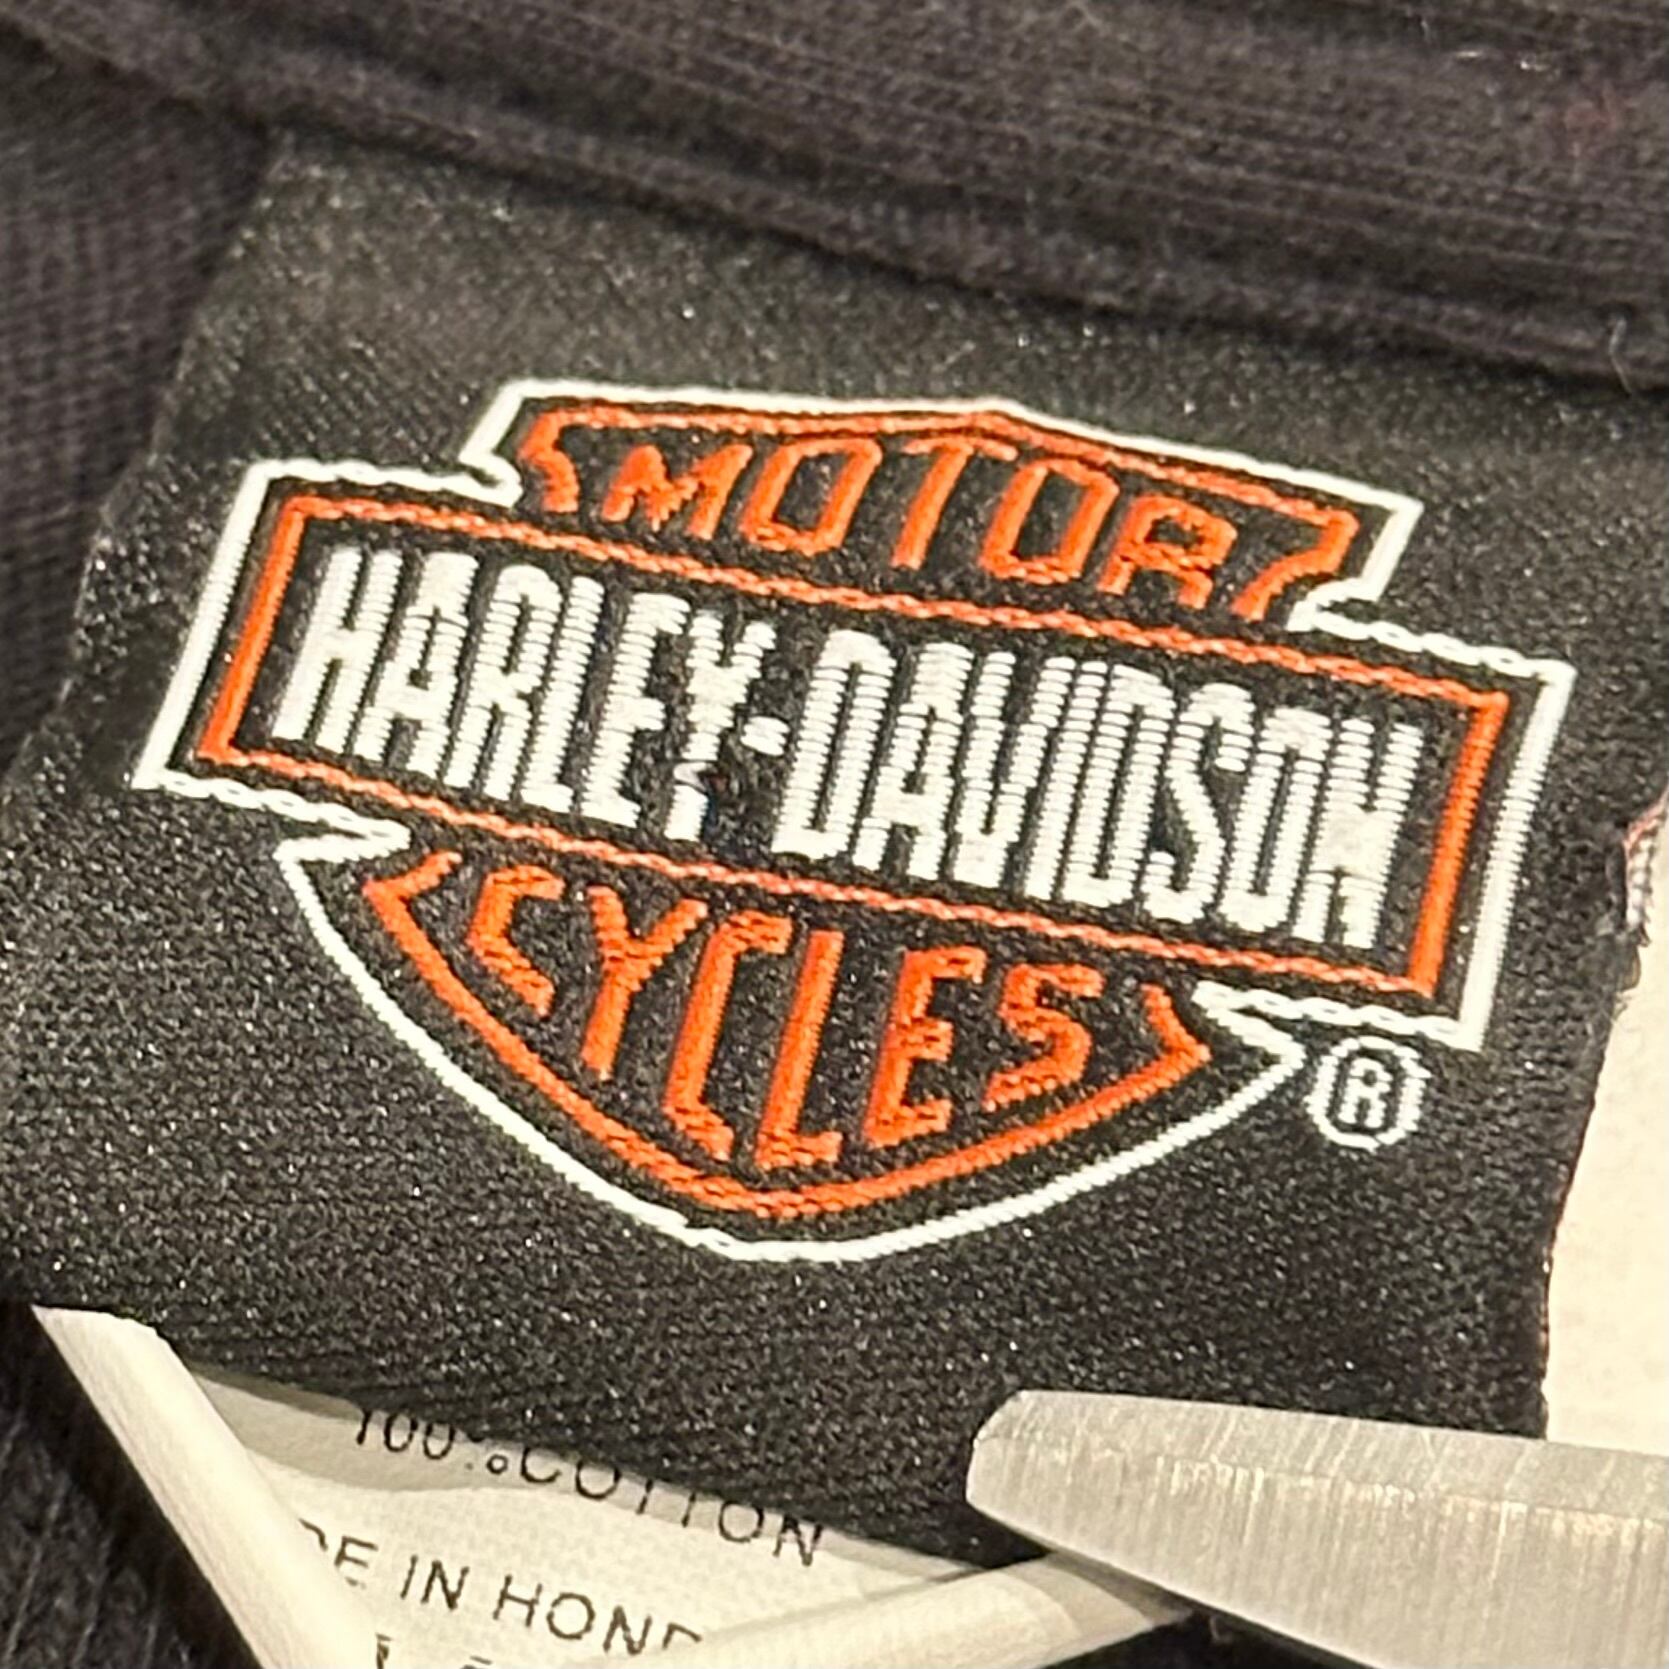 MOTOR
HARLEY-DAVIDSON
CYCLES
®
100% COTTON
DE IN HOND